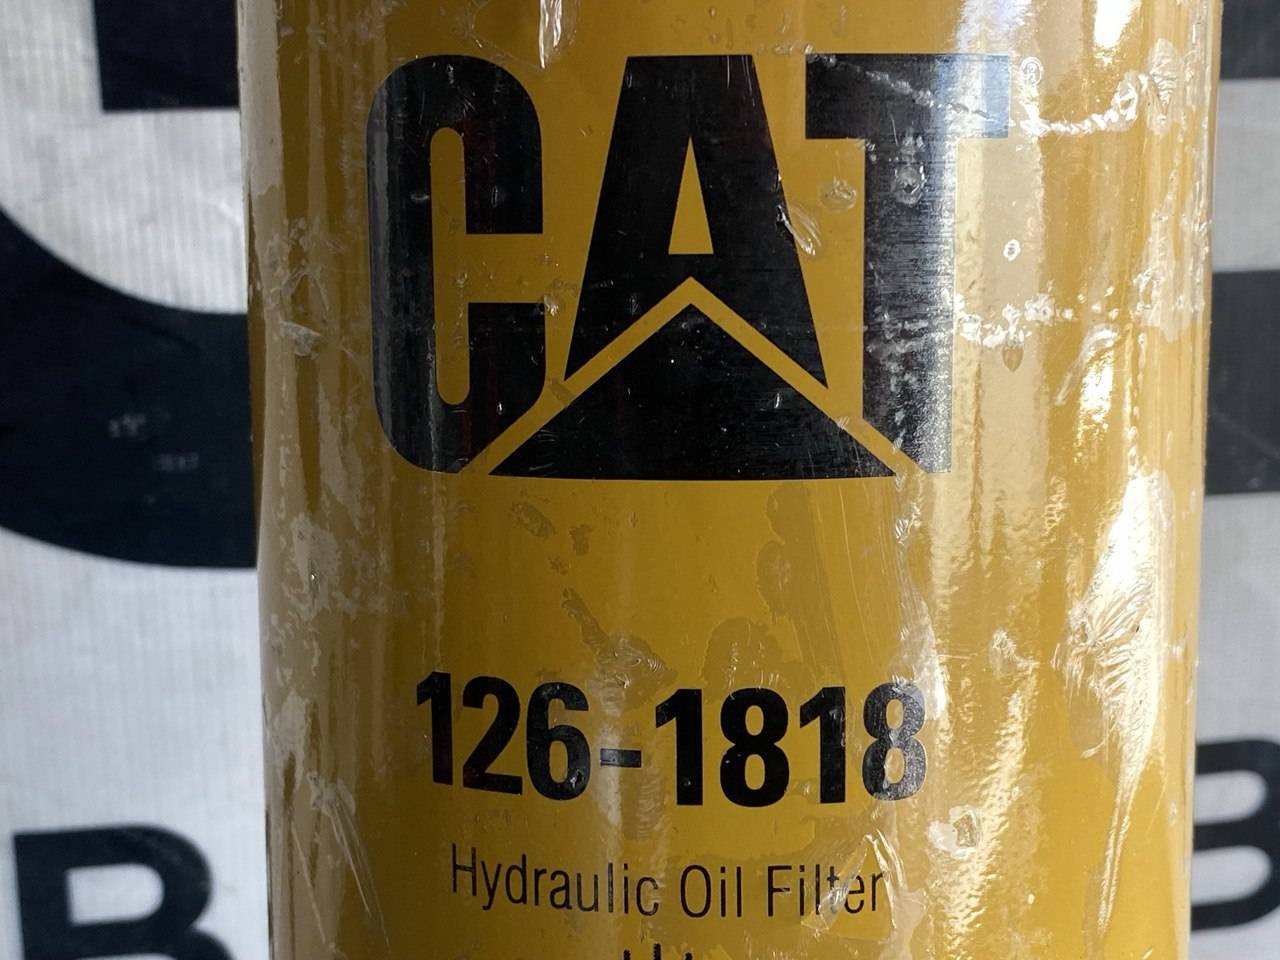 CAT®
126-1818
Hydraulic Oil Filter
B
B